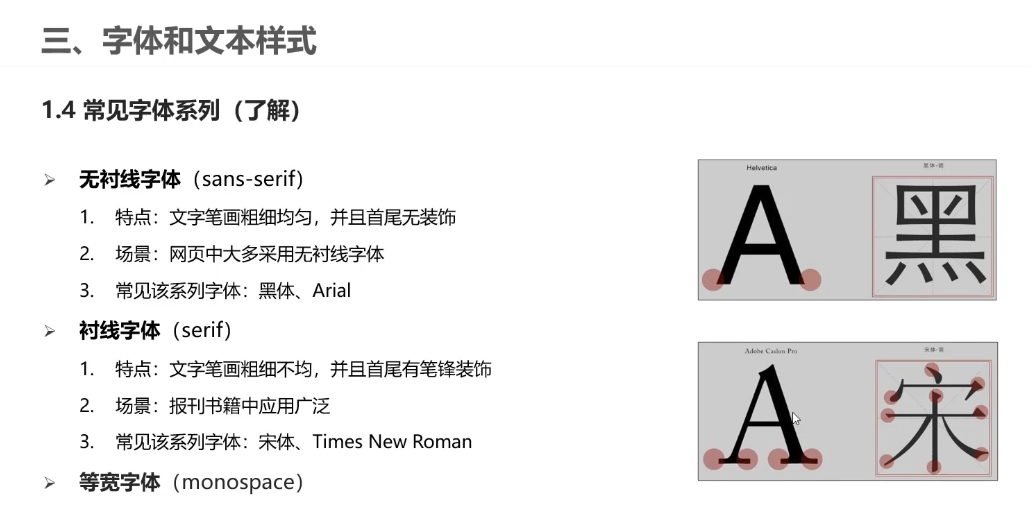 三、字体和文本样式
1.4 常见字体系列（了解）
➢ 无衬线字体（sans-serif）
1. 特点：文字笔画粗细均匀，并且首尾无装饰
2. 场景：网页中大多采用无衬线字体
3. 常见该系列字体：黑体、Arial
➢ 衬线字体（serif）
1. 特点：文字笔画粗细不均，并且首尾有笔锋装饰
2. 场景：报刊书籍中应用广泛
3. 常见该系列字体：宋体、Times New Roman
➢ 等宽字体（monospace）
Helvetica
黑体-简
A
黑
Adobe Caslon Pro
宋体-简
A
宋